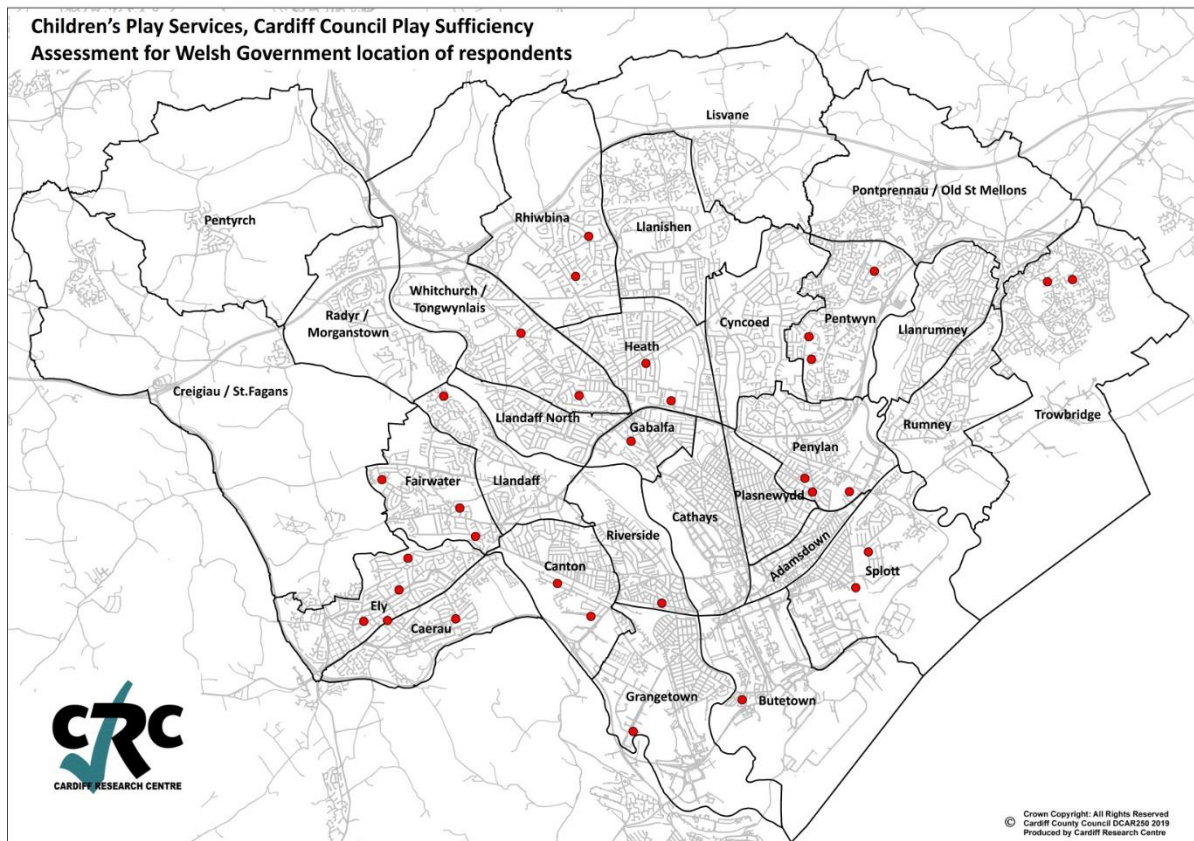 Children's Play Services, Cardiff Council Play Sufficiency
Assessment for Welsh Government location of respondents
Lisvane
Pontprennau / Old St Mellons
Pentyrch
Rhiwbina
Llanishen
Whitchurch /
Tongwynlais
Radyr /
Morganstown
Cyncoed
Pentwyn
Llanrumney
Heath
Creigiau / St.Fagans
Llandaff North
Gabalfa
Trowbridge
Rumney
Penylan
Fairwater
Llandaff
Plasnewydd
Cathays
Riverside
Adamsdown
Canton
Splott
Ely
Caerau
Grangetown
Butetown
CRC
CARDIFF RESEARCH CENTRE
© Crown Copyright: All Rights Reserved
Cardiff County Council DCAR250 2019
Produced by Cardiff Research Centre